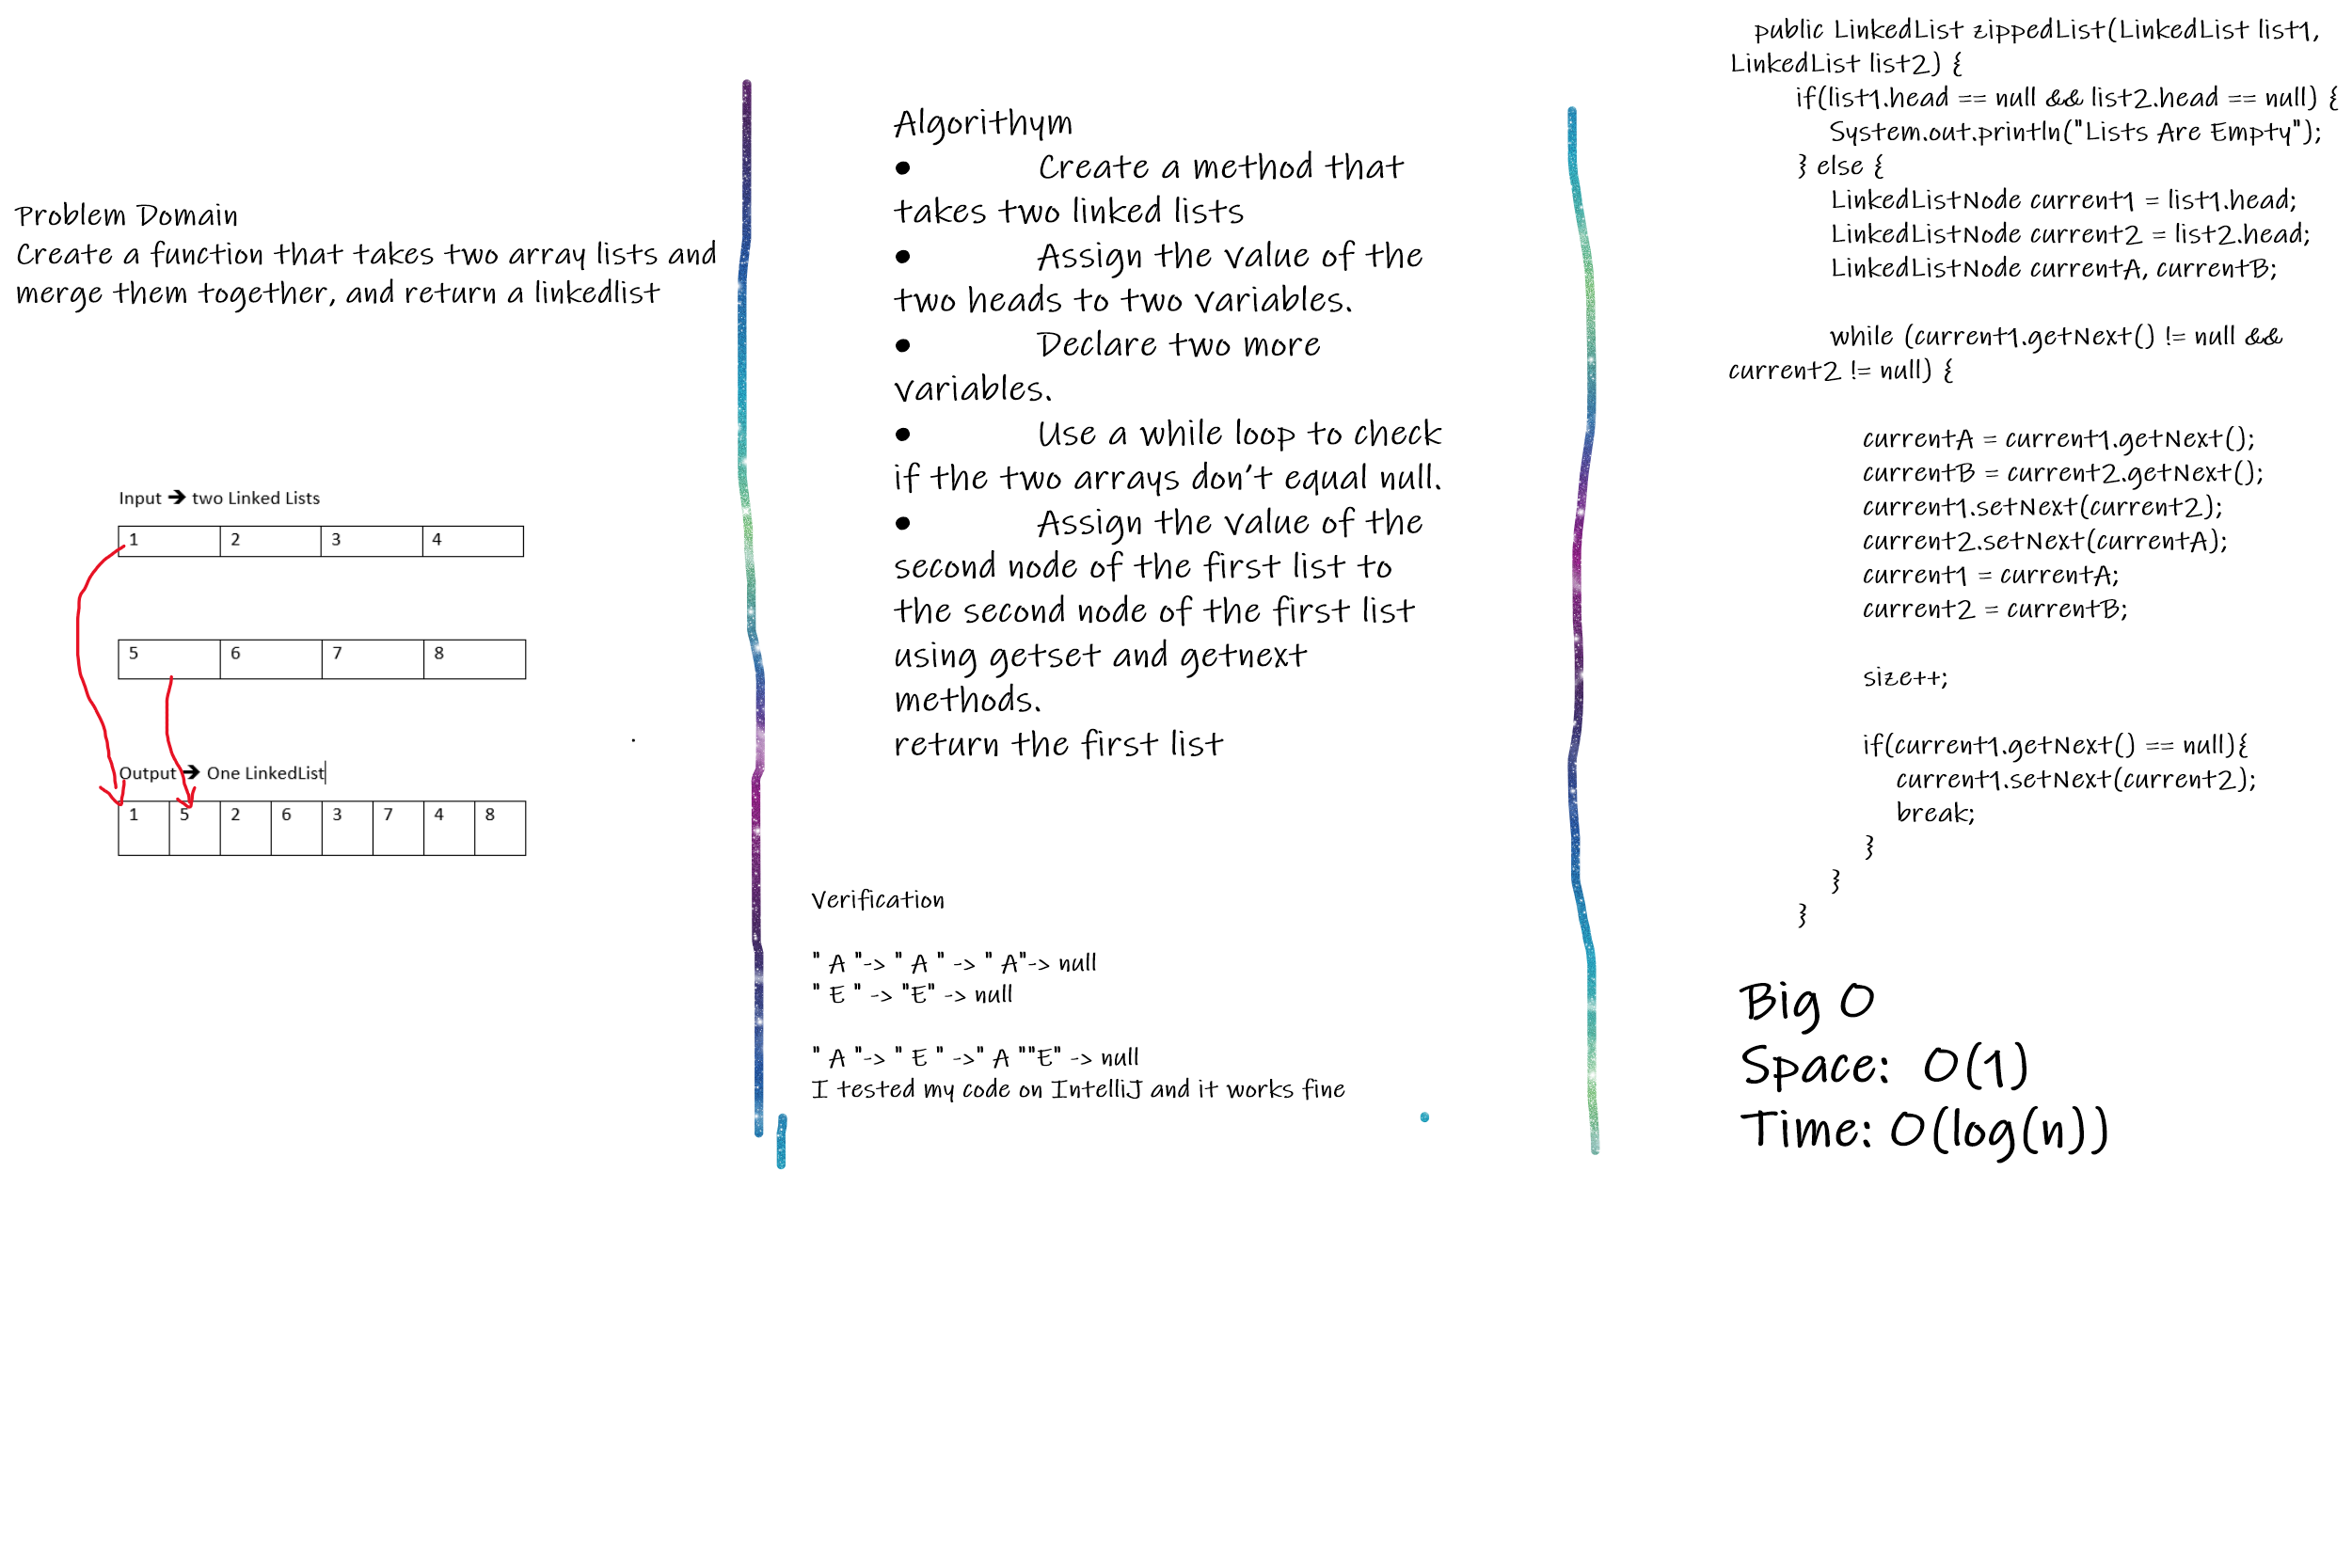 Problem Domain
Create a function that takes two array lists and
merge them together, and return a linkedlist
Input ➔ two Linked Lists
1 2 3 4
5 6 7 8
Output ➔ One LinkedList
1 5 2 6 3 7 4 8
Algorithym
• Create a method that
takes two linked lists
• Assign the value of the
two heads to two variables.
• Declare two more
variables.
• Use a while loop to check
if the two arrays don't equal null.
• Assign the value of the
second node of the first list to
the second node of the first list
using getset and getnext
methods.
return the first list
Verification
" A "-> " A " -> " A"-> null
" E " -> "E" -> null
" A "-> " E " ->" A ""E" -> null
I tested my code on IntelliJ and it works fine
public LinkedList zippedList(LinkedList list1,
LinkedList list2) {
if(list1.head == null && list2.head == null) {
System.out.println("Lists Are Empty");
} else {
LinkedListNode current1 = list1.head;
LinkedListNode current2 = list2.head;
LinkedListNode currentA, currentB;
while (current1.getNext() != null &&
current2 != null) {
currentA = current1.getNext();
currentB = current2.getNext();
current1.setNext(current2);
current2.setNext(currentA);
current1 = currentA;
current2 = currentB;
size++;
if(current1.getNext() == null){
current1.setNext(current2);
break;
}
}
}
Big O
Space: O(1)
Time: O(log(n))